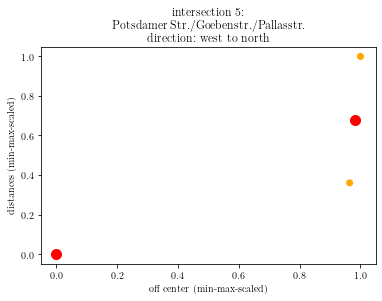 intersection 5:
Potsdamer Str./Goebenstr./Pallasstr.
direction: west to north
distances (min-max-scaled)
1.0
0.8
0.6
0.4
0.2
0.0
0.0 0.2 0.4 0.6 0.8 1.0
off center (min-max-scaled)